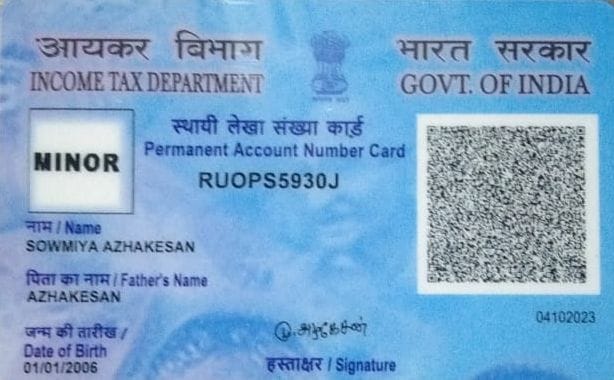 आयकर विभाग
INCOME TAX DEPARTMENT
भारत सरकार
GOVT. OF INDIA
स्थायी लेखा संख्या कार्ड
Permanent Account Number Card
RUOPS5930J
MINOR
नाम / Name
SOWMIYA AZHAKESAN
पिता का नाम / Father's Name
AZHAKESAN
04102023
जन्म की तारीख /
Date of Birth
01/01/2006
हस्ताक्षर / Signature